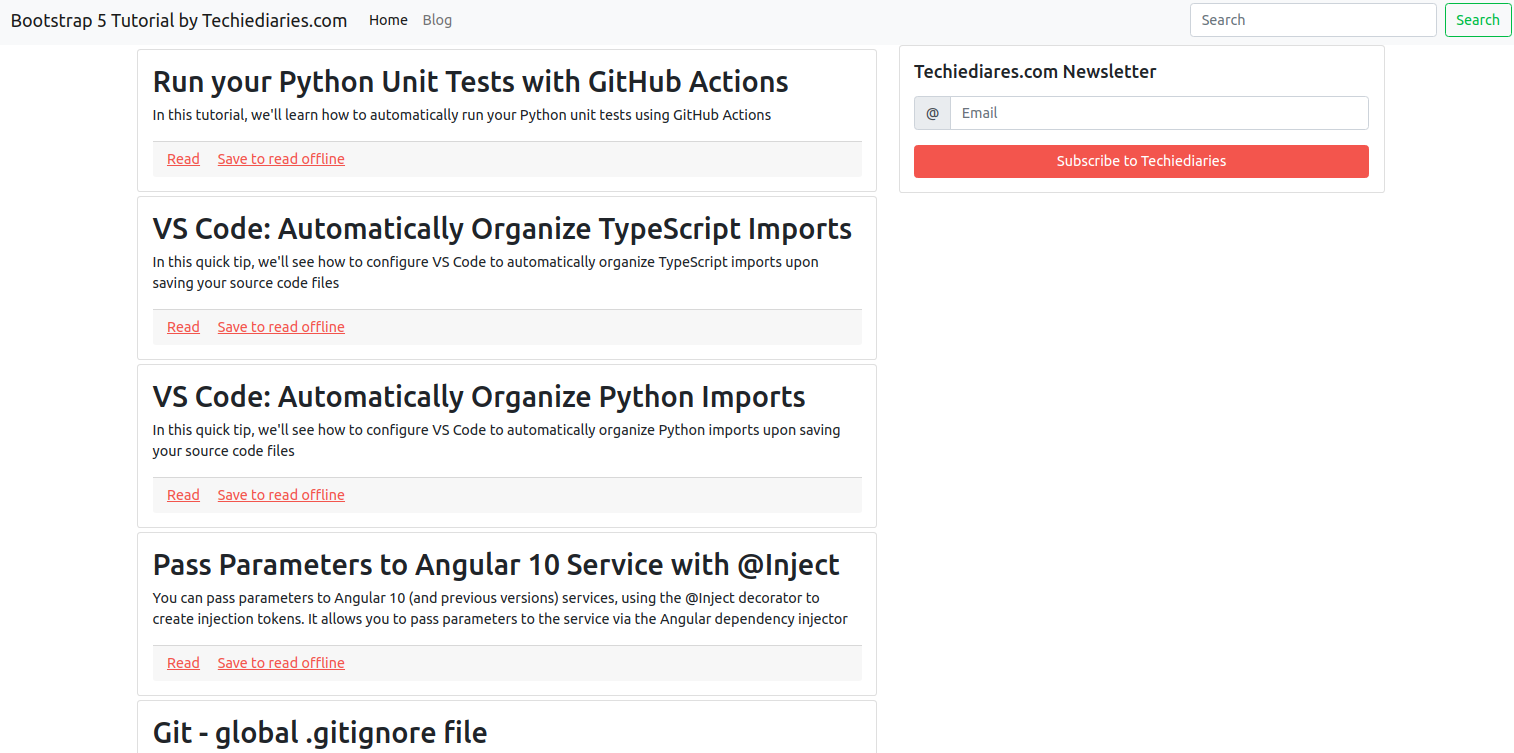 Bootstrap 5 Tutorial by Techiediaries.com Home Blog Search Search
Run your Python Unit Tests with GitHub Actions
In this tutorial, we'll learn how to automatically run your Python unit tests using GitHub Actions
Read Save to read offline
VS Code: Automatically Organize TypeScript Imports
In this quick tip, we'll see how to configure VS Code to automatically organize TypeScript imports upon
saving your source code files
Read Save to read offline
VS Code: Automatically Organize Python Imports
In this quick tip, we'll see how to configure VS Code to automatically organize Python imports upon saving
your source code files
Read Save to read offline
Pass Parameters to Angular 10 Service with @Inject
You can pass parameters to Angular 10 (and previous versions) services, using the @Inject decorator to
create injection tokens. It allows you to pass parameters to the service via the Angular dependency injector
Read Save to read offline
Git - global .gitignore file
Techiediares.com Newsletter
@ Email
Subscribe to Techiediaries